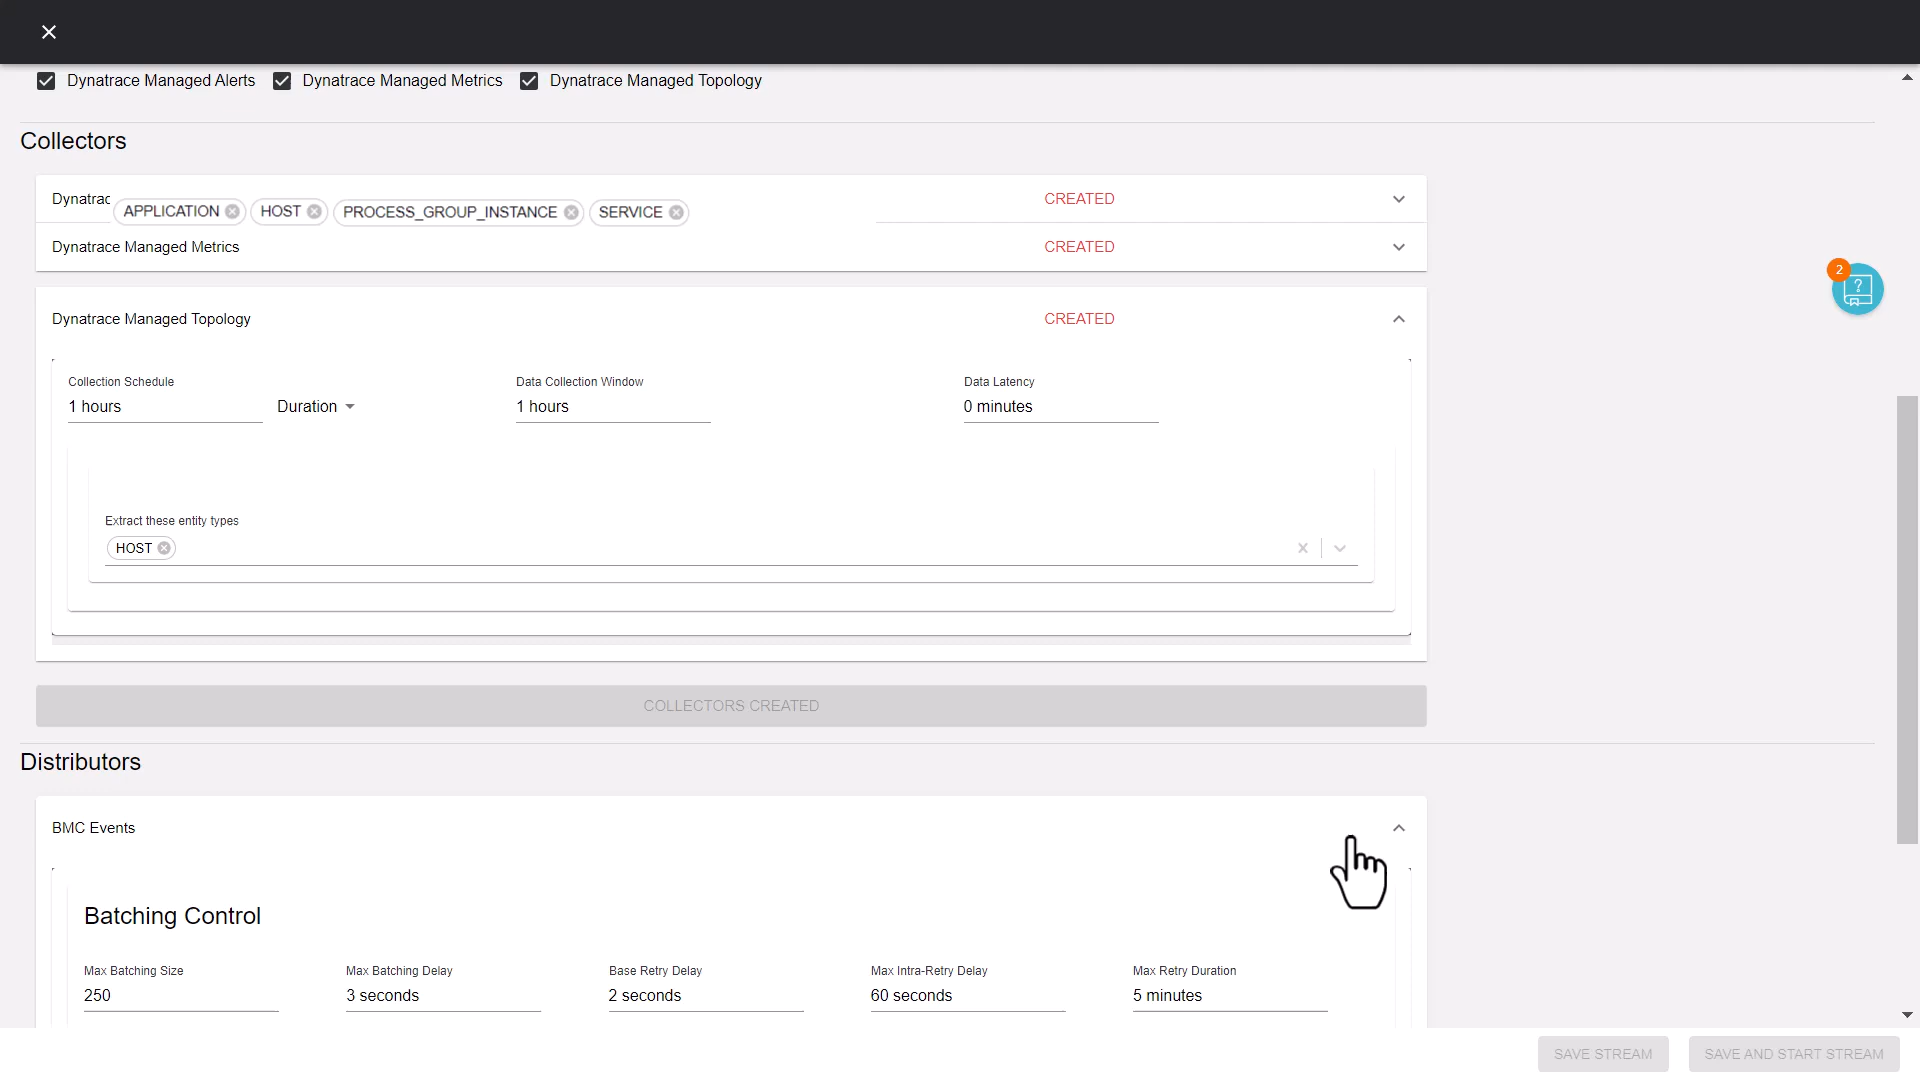 Dynatrace Managed Alerts Dynatrace Managed Metrics Dynatrace Managed Topology
Collectors
CREATED
APPLICATION HOST PROCESS_GROUP_INSTANCE SERVICE
Dynatrace Managed Metrics CREATED
2
?
Dynatrace Managed Topology CREATED
Collection Schedule Data Collection Window Data Latency
1 hours Duration 1 hours 0 minutes
Extract these entity types
HOST
COLLECTORS CREATED
Distributors
BMC Events
Batching Control
Max Batching Size Max Batching Delay Base Retry Delay Max Intra-Retry Delay Max Retry Duration
250 3 seconds 2 seconds 60 seconds 5 minutes
SAVE STREAM SAVE AND START STREAM